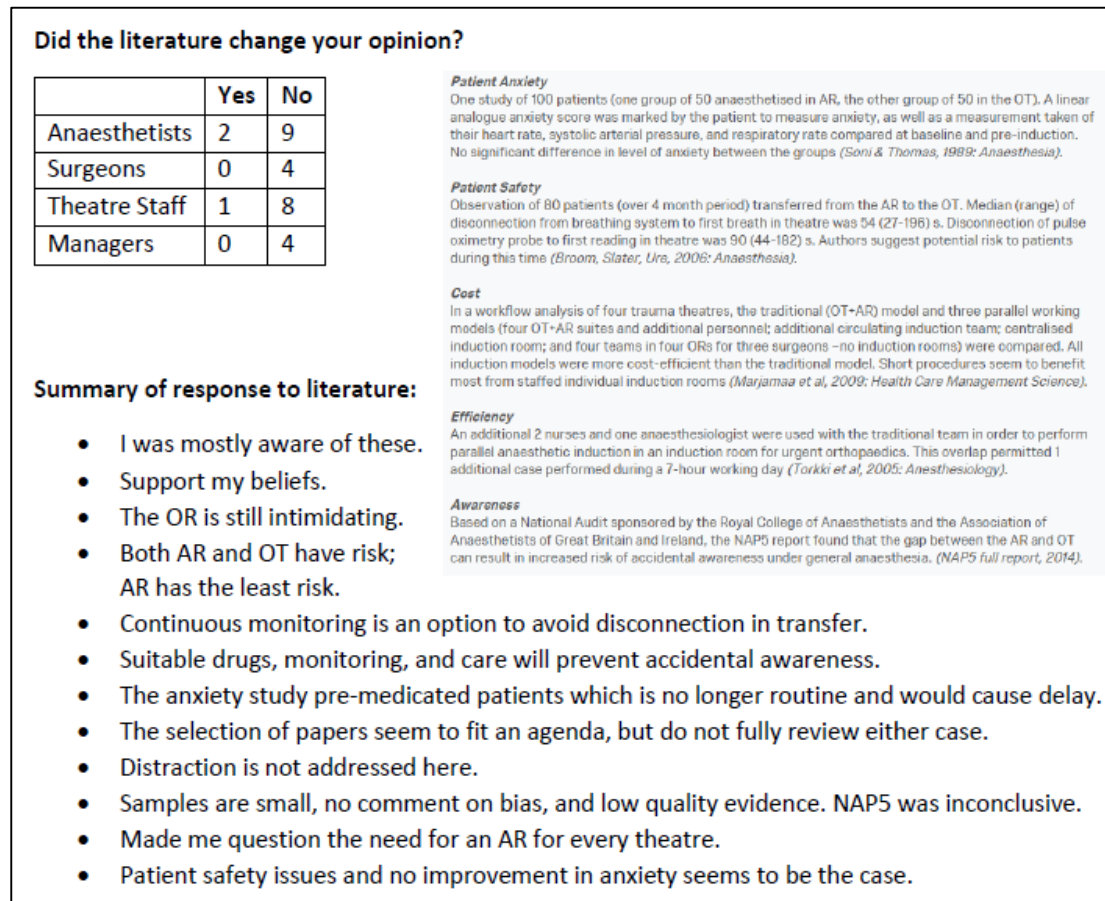 Did the literature change your opinion?
Yes No
Anaesthetists 2 9
Surgeons 0 4
Theatre Staff 1 8
Managers 0 4
Patient Anxiety
One study of 100 patients (one group of 50 anaesthetised in AR, the other group of 50 in the OT). A linear
analogue anxiety score was marked by the patient to measure anxiety, as well as a measurement taken of
their heart rate, systolic arterial pressure, and respiratory rate compared at baseline and pre-induction.
No significant difference in level of anxiety between the groups (Soni & Thomas, 1989: Anaesthesia).
Patient Safety
Observation of 80 patients (over 4 month period) transferred from the AR to the OT. Median (range) of
disconnection from breathing system to first breath in theatre was 54 (27-196) s. Disconnection of pulse
oximetry probe to first reading in theatre was 90 (44-182) s. Authors suggest potential risk to patients
during this time (Broom, Slater, Ure, 2006: Anaesthesia).
Cost
In a workflow analysis of four trauma theatres, the traditional (OT+AR) model and three parallel working
models (four OT+AR suites and additional personnel; additional circulating induction team; centralised
induction room; and four teams in four ORs for three surgeons –no induction rooms) were compared. All
induction models were more cost-efficient than the traditional model. Short procedures seem to benefit
most from staffed individual induction rooms (Marjamaa et al, 2009: Health Care Management Science).
Efficiency
An additional 2 nurses and one anaesthesiologist were used with the traditional team in order to perform
parallel anaesthetic induction in an induction room for urgent orthopaedics. This overlap permitted 1
additional case performed during a 7-hour working day (Torkki et al, 2005: Anesthesiology).
Awareness
Based on a National Audit sponsored by the Royal College of Anaesthetists and the Association of
Anaesthetists of Great Britain and Ireland, the NAP5 report found that the gap between the AR and OT
can result in increased risk of accidental awareness under general anaesthesia. (NAP5 full report, 2014).
Summary of response to literature:
• I was mostly aware of these.
• Support my beliefs.
• The OR is still intimidating.
• Both AR and OT have risk;
AR has the least risk.
• Continuous monitoring is an option to avoid disconnection in transfer.
• Suitable drugs, monitoring, and care will prevent accidental awareness.
• The anxiety study pre-medicated patients which is no longer routine and would cause delay.
• The selection of papers seem to fit an agenda, but do not fully review either case.
• Distraction is not addressed here.
• Samples are small, no comment on bias, and low quality evidence. NAP5 was inconclusive.
• Made me question the need for an AR for every theatre.
• Patient safety issues and no improvement in anxiety seems to be the case.